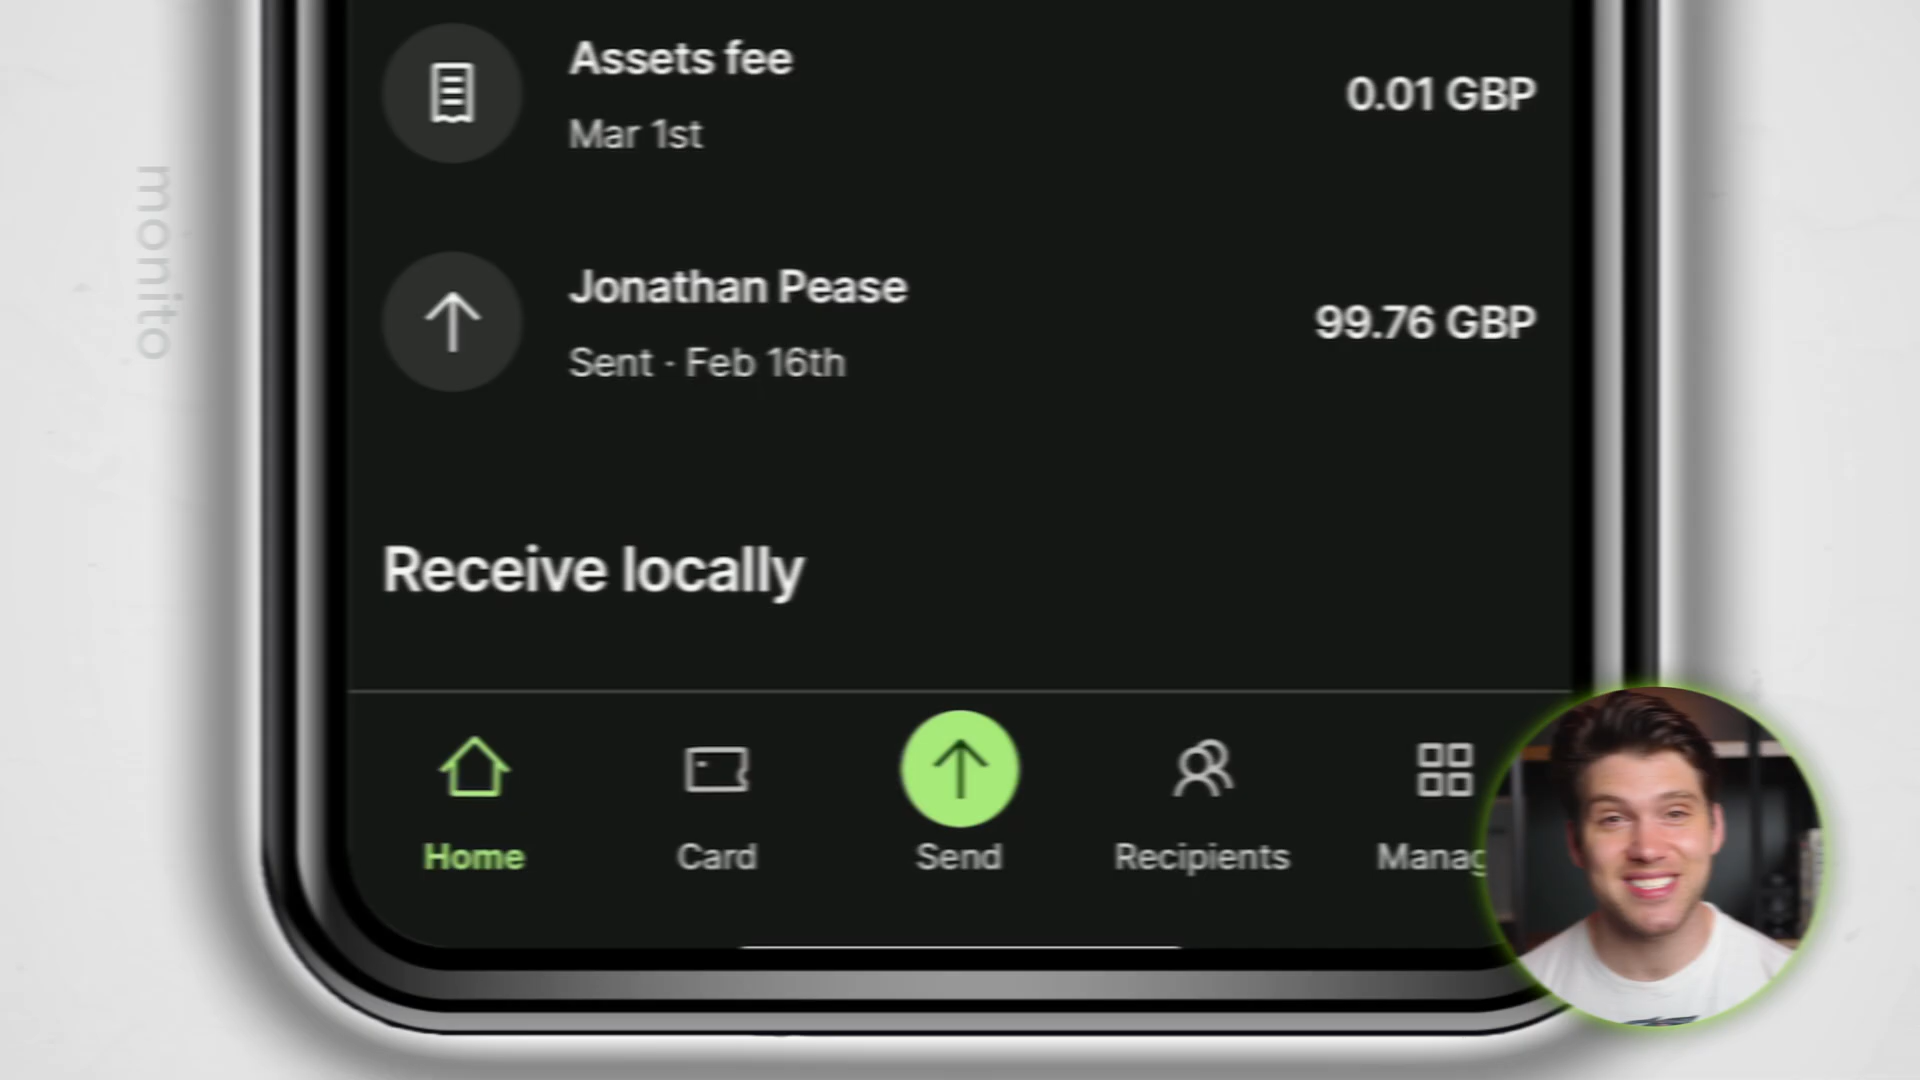 monito
Assets fee
0.01 GBP
Mar 1st
Jonathan Pease
99.76 GBP
Sent · Feb 16th
Receive locally
Home
Card
Send
Recipients
Manag